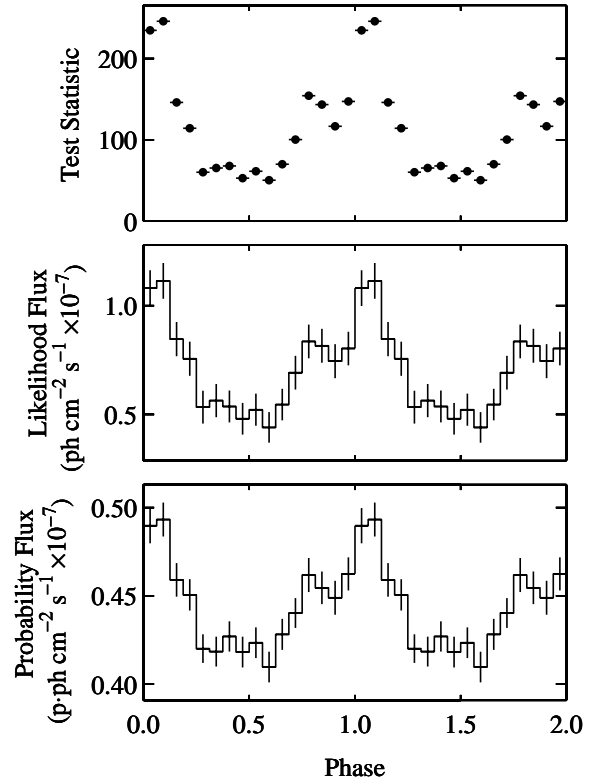 200
100
0
Test Statistic
1.0
0.5
Likelihood Flux
(ph cm⁻² s⁻¹ ×10⁻⁷)
0.50
0.45
0.40
Probability Flux
(p·ph cm⁻² s⁻¹ ×10⁻⁷)
0.0 0.5 1.0 1.5 2.0
Phase